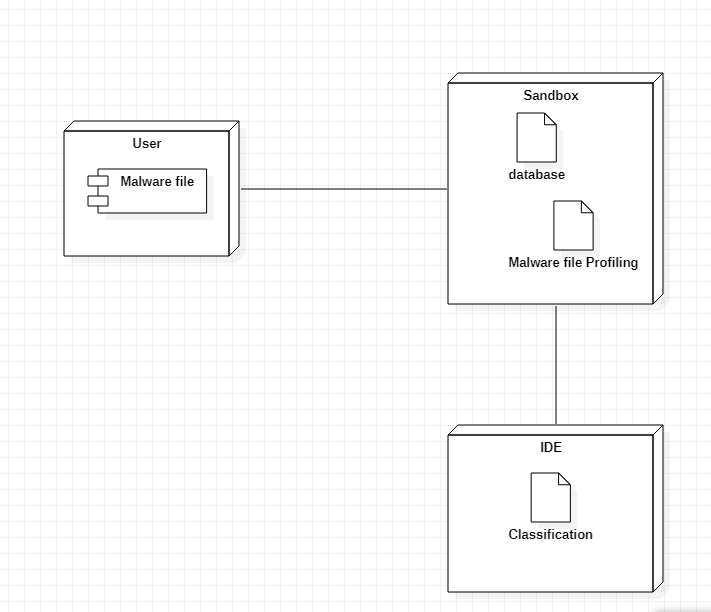 User
Malware file
Sandbox
database
Malware file Profiling
IDE
Classification